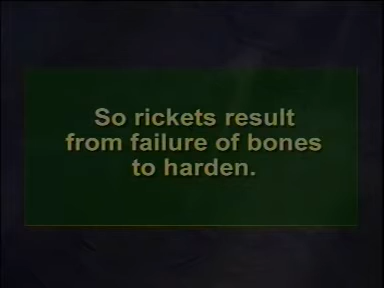 So rickets result
from failure of bones
to harden.